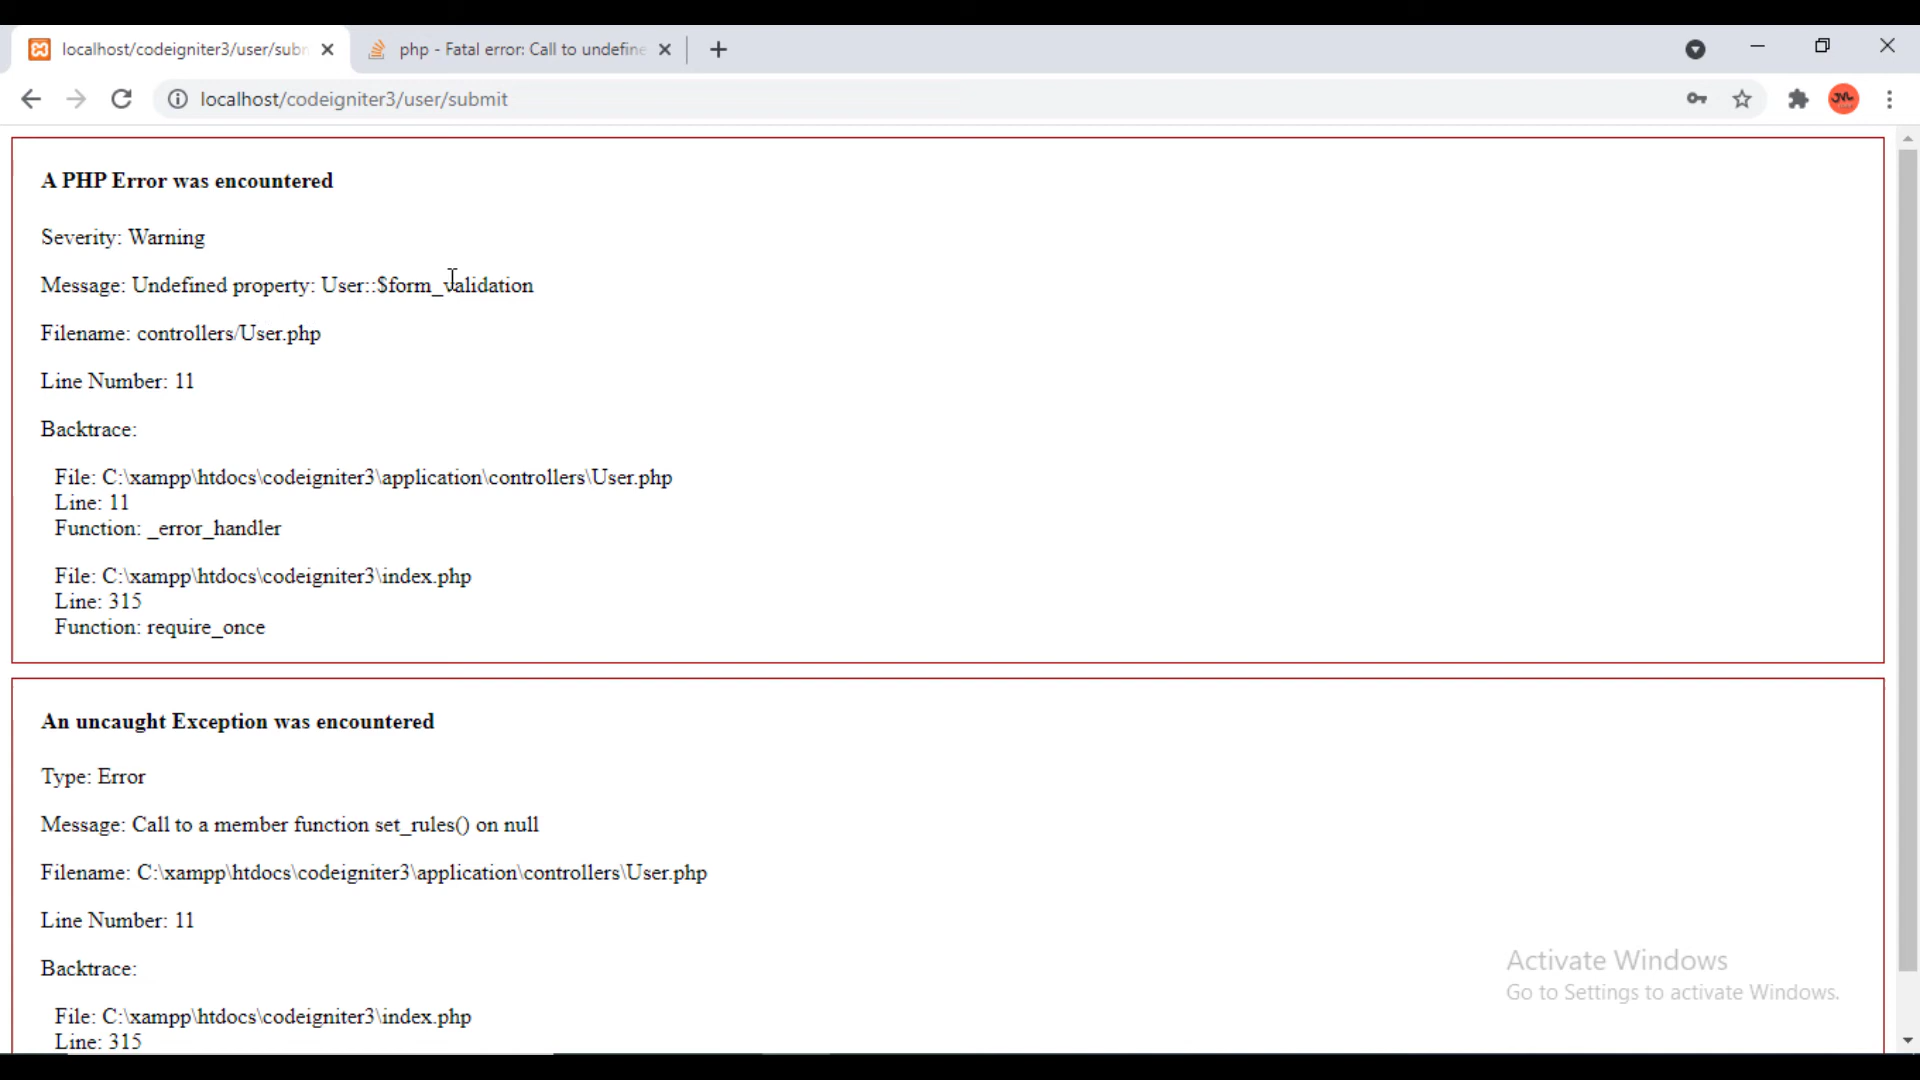 localhost/codeigniter3/user/subm
php - Fatal error: Call to undefine
localhost/codeigniter3/user/submit
A PHP Error was encountered
Severity: Warning
Message: Undefined property: User::$form_validation
Filename: controllers/User.php
Line Number: 11
Backtrace:
File: C:\xampp\htdocs\codeigniter3\application\controllers\User.php
Line: 11
Function: _error_handler
File: C:\xampp\htdocs\codeigniter3\index.php
Line: 315
Function: require_once
An uncaught Exception was encountered
Type: Error
Message: Call to a member function set_rules() on null
Filename: C:\xampp\htdocs\codeigniter3\application\controllers\User.php
Line Number: 11
Backtrace:
File: C:\xampp\htdocs\codeigniter3\index.php
Line: 315
Activate Windows
Go to Settings to activate Windows.